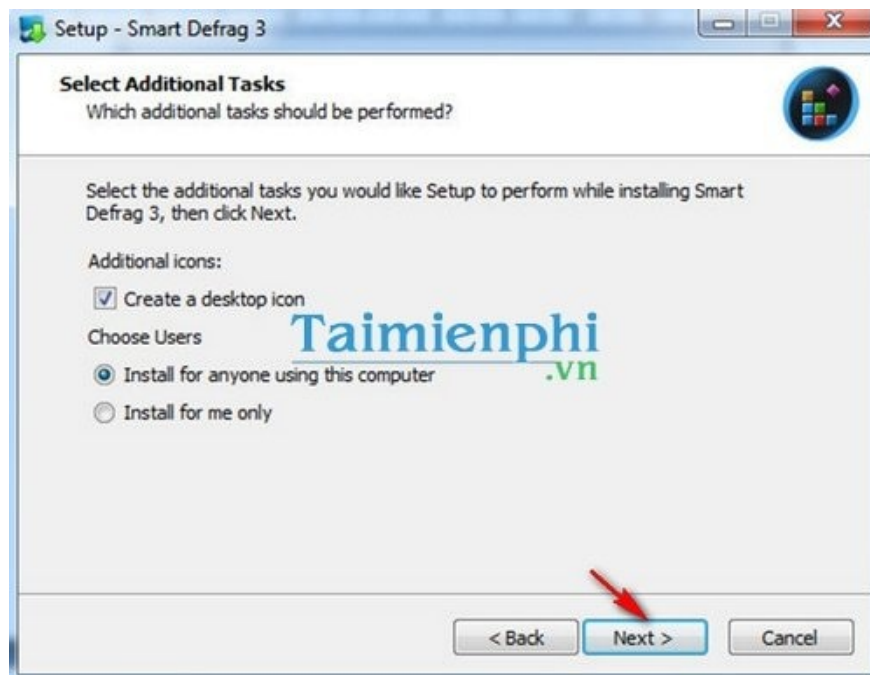 Setup - Smart Defrag 3
Select Additional Tasks
Which additional tasks should be performed?
Select the additional tasks you would like Setup to perform while installing Smart
Defrag 3, then click Next.
Additional icons:
Create a desktop icon
Choose Users
Taimienphi
.vn
Install for anyone using this computer
Install for me only
< Back
Next >
Cancel